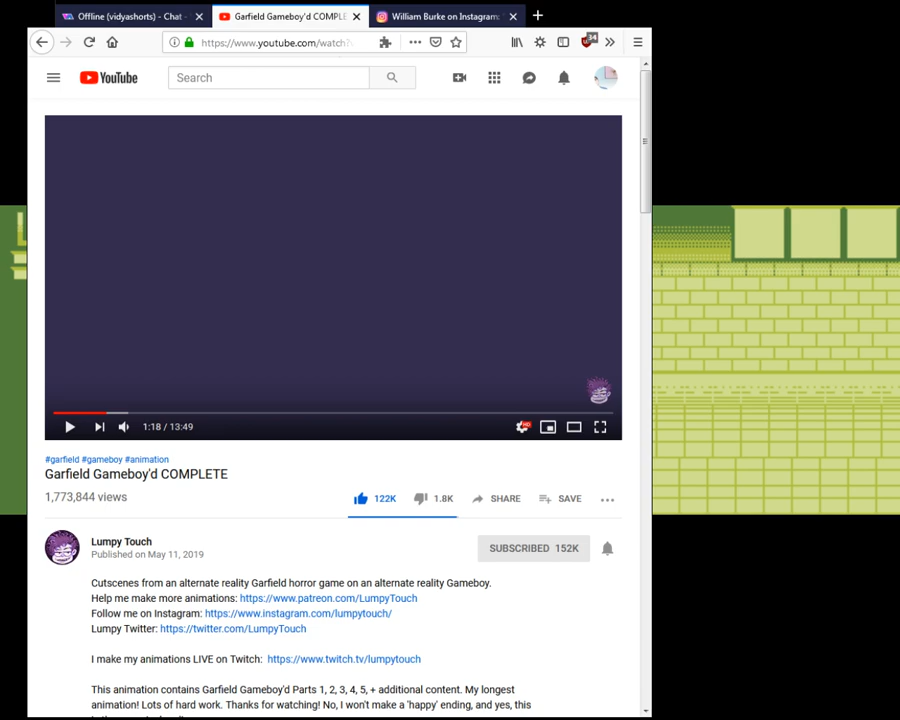 Offline (vidyashorts) - Chat -
Garfield Gameboy'd COMPLE
William Burke on Instagram
https://www.youtube.com/watch?
34
YouTube
Search
1:18 / 13:49
HD
#garfield #gameboy #animation
Garfield Gameboy'd COMPLETE
1,773,844 views
122K
1.8K
SHARE
SAVE
Lumpy Touch
Published on May 11, 2019
SUBSCRIBED 152K
Cutscenes from an alternate reality Garfield horror game on an alternate reality Gameboy.
Help me make more animations: https://www.patreon.com/LumpyTouch
Follow me on Instagram: https://www.instagram.com/lumpytouch/
Lumpy Twitter: https://twitter.com/LumpyTouch
I make my animations LIVE on Twitch: https://www.twitch.tv/lumpytouch
This animation contains Garfield Gameboy'd Parts 1, 2, 3, 4, 5, + additional content. My longest
animation! Lots of hard work. Thanks for watching! No, I won't make a 'happy' ending, and yes, this